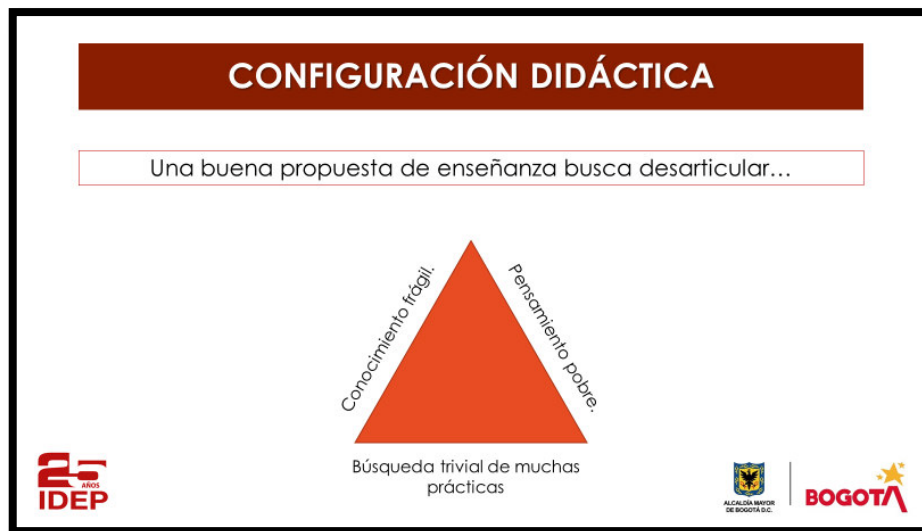 CONFIGURACIÓN DIDÁCTICA
Una buena propuesta de enseñanza busca desarticular...
Conocimiento frágil.
Pensamiento pobre.
Búsqueda trivial de muchas
prácticas
25
AÑOS
IDEP
ALCALDÍA MAYOR
DE BOGOTÁ D.C.
BOGOTÁ